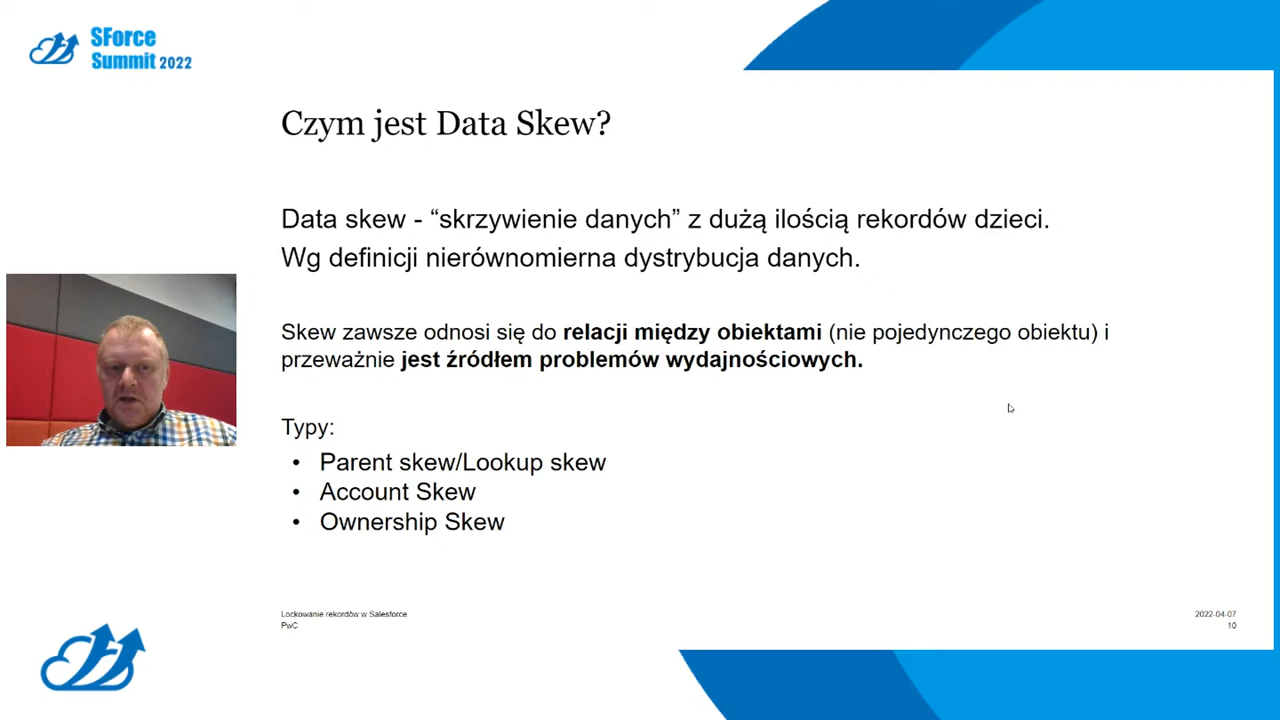 SForce
Summit 2022
Czym jest Data Skew?
Data skew - “skrzywienie danych” z dużą ilością rekordów dzieci.
Wg definicji nierównomierna dystrybucja danych.
Skew zawsze odnosi się do relacji między obiektami (nie pojedynczego obiektu) i
przeważnie jest źródłem problemów wydajnościowych.
Typy:
• Parent skew/Lookup skew
• Account Skew
• Ownership Skew
Lockowanie rekordów w Salesforce
PwC
2022-04-07
10